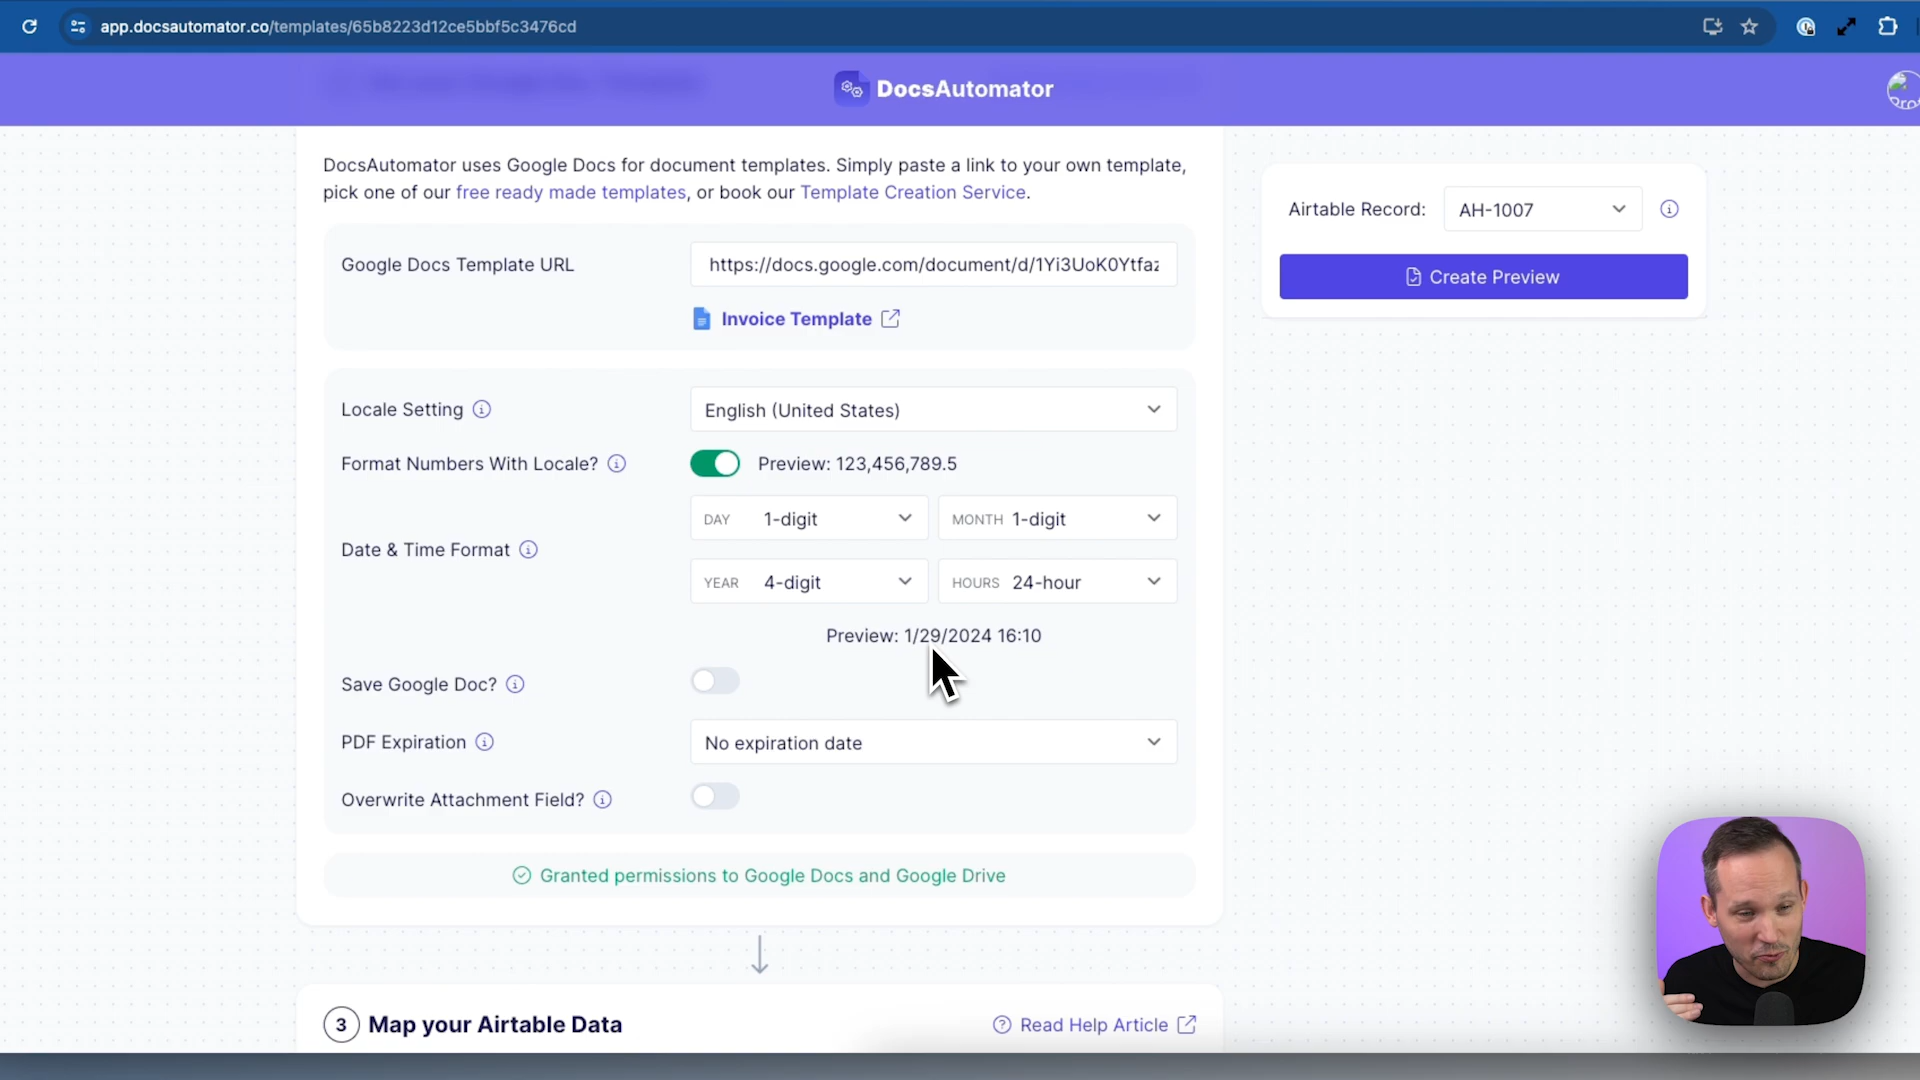 app.docsautomator.co/templates/65b8223d12ce5bbf5c3476cd
DocsAutomator
DocsAutomator uses Google Docs for document templates. Simply paste a link to your own template,
pick one of our free ready made templates, or book our Template Creation Service.
Airtable Record: AH-1007
Create Preview
Google Docs Template URL
https://docs.google.com/document/d/1Yi3UoK0Ytfaz
Invoice Template
Locale Setting
English (United States)
Format Numbers With Locale?
Preview: 123,456,789.5
DAY 1-digit
MONTH 1-digit
Date & Time Format
YEAR 4-digit
HOURS 24-hour
Preview: 1/29/2024 16:10
Save Google Doc?
PDF Expiration
No expiration date
Overwrite Attachment Field?
Granted permissions to Google Docs and Google Drive
3 Map your Airtable Data
Read Help Article